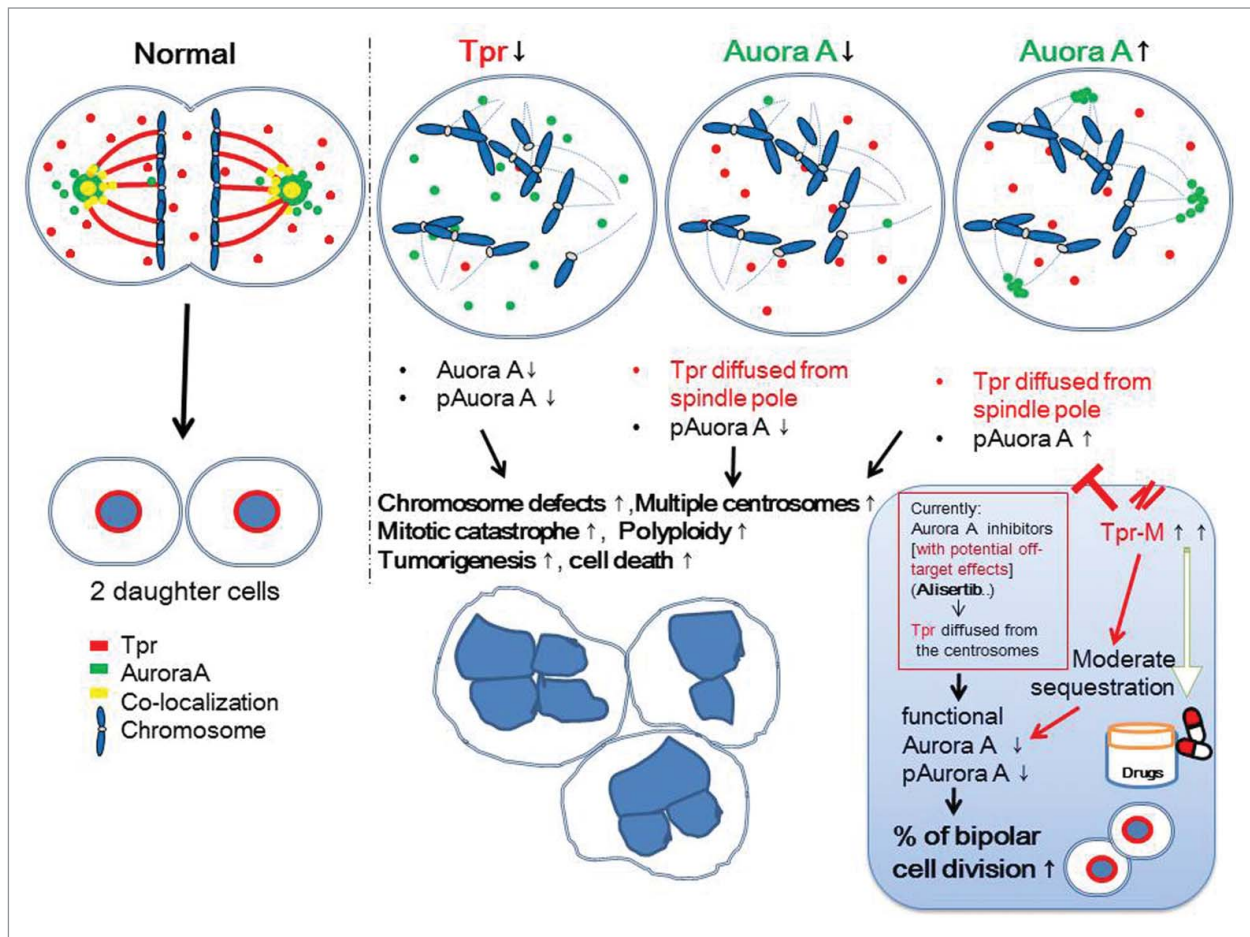 Normal
Tpr↓
Auora A↓
Auora A↑
• Auora A↓
• pAuora A ↓
• Tpr diffused from
spindle pole
• pAuora A ↓
• Tpr diffused from
spindle pole
• pAuora A ↑
Chromosome defects ↑ ,Multiple centrosomes ↑
Mitotic catastrophe ↑, Polyploidy ↑
Tumorigenesis ↑, cell death ↑
2 daughter cells
Tpr
AuroraA
Co-localization
Chromosome
Currently:
Aurora A inhibitors
[with potential off-
target effects]
(Alisertib..)
↓
Tpr diffused from
the centrosomes
Tpr-M ↑ ↑
Moderate
sequestration
functional
Aurora A ↓
pAurora A ↓
Drugs
% of bipolar
cell division ↑